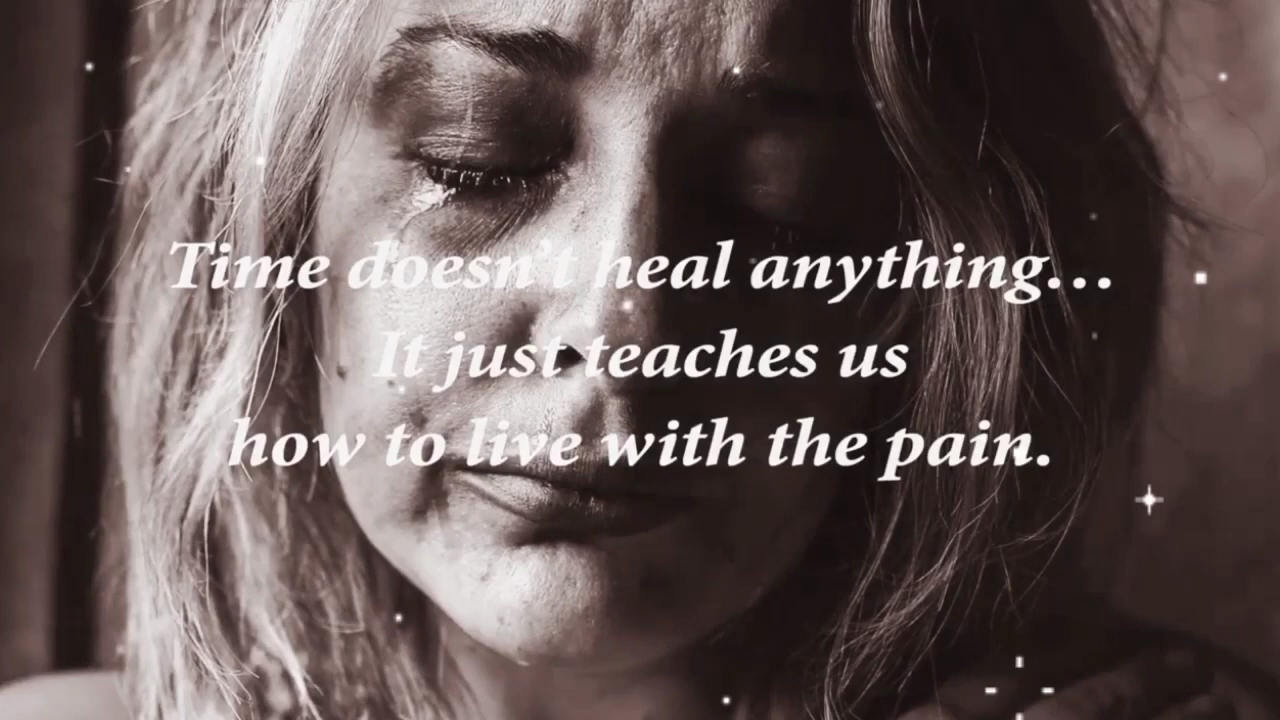 Time doesn't heal anything...
It just teaches us
how to live with the pain.